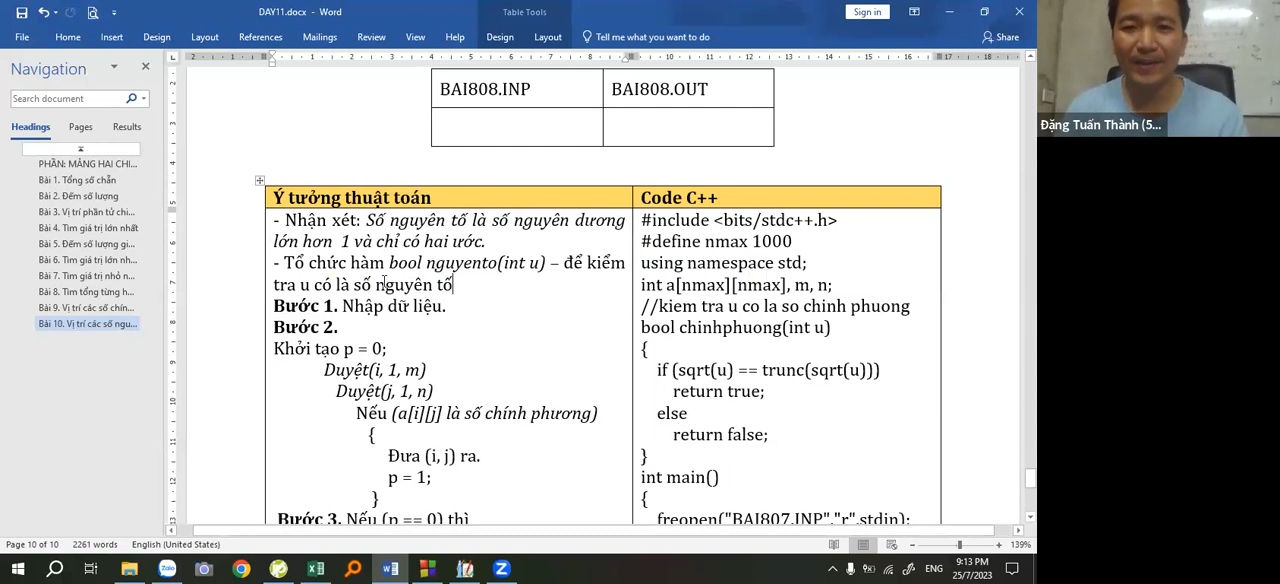 DAY11.docx - Word
Table Tools
Sign in
File
Home
Insert
Design
Layout
References
Mailings
Review
View
Help
Design
Layout
Tell me what you want to do
Share
Navigation
Search document
Headings
Pages
Results
PHẦN: MẢNG HAI CHI...
Bài 1. Tổng số chẵn
Bài 2. Đếm số lượng
Bài 3. Vị trí phần tử chi...
Bài 4. Tìm giá trị lớn nhất
Bài 5. Đếm số lượng gi...
Bài 6. Tìm giá trị lớn nh...
Bài 7. Tìm giá trị nhỏ n...
Bài 8. Tìm tổng từng h...
Bài 9. Vị trí các số chín...
Bài 10. Vị trí các số ngu...
BAI808.INP
BAI808.OUT
Ý tưởng thuật toán
- Nhận xét: Số nguyên tố là số nguyên dương
lớn hơn 1 và chỉ có hai ước.
- Tổ chức hàm bool nguyento(int u) – để kiểm
tra u có là số nguyên tố
Bước 1. Nhập dữ liệu.
Bước 2.
Khởi tạo p = 0;
Duyệt(i, 1, m)
Duyệt(j, 1, n)
Nếu (a[i][j] là số chính phương)
{
Đưa (i, j) ra.
p = 1;
}
Bước 3. Nếu (p == 0) thì
Code C++
#include <bits/stdc++.h>
#define nmax 1000
using namespace std;
int a[nmax][nmax], m, n;
//kiem tra u co la so chinh phuong
bool chinhphuong(int u)
{
if (sqrt(u) == trunc(sqrt(u)))
return true;
else
return false;
}
int main()
{
freopen("BAI807.INP","r",stdin);
Đặng Tuấn Thành (5...
Page 10 of 10
2261 words
English (United States)
139%
ENG
9:13 PM
25/7/2023